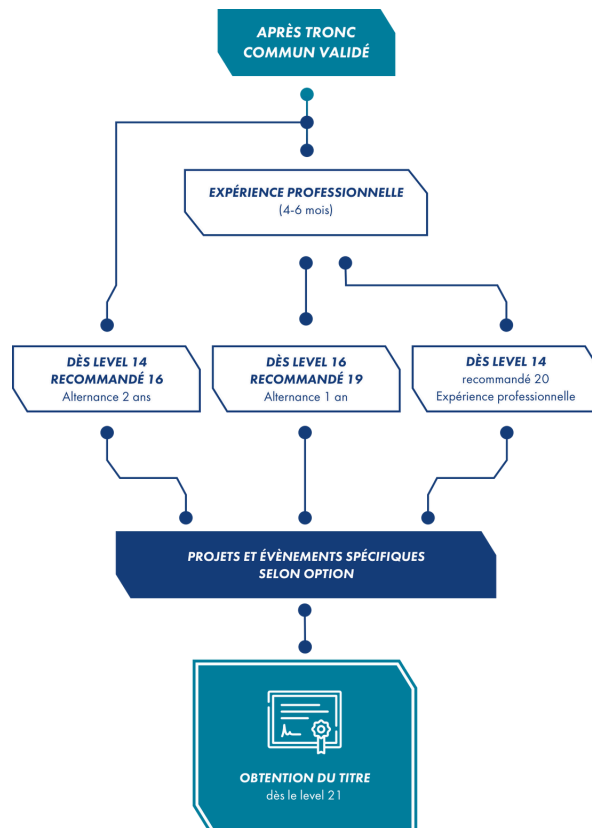 APRÈS TRONC
COMMUN VALIDÉ
EXPÉRIENCE PROFESSIONNELLE
(4-6 mois)
DÈS LEVEL 14
RECOMMANDÉ 16
Alternance 2 ans
DÈS LEVEL 16
RECOMMANDÉ 19
Alternance 1 an
DÈS LEVEL 14
recommandé 20
Expérience professionnelle
PROJETS ET ÉVÈNEMENTS SPÉCIFIQUES
SELON OPTION
OBTENTION DU TITRE
dès le level 21